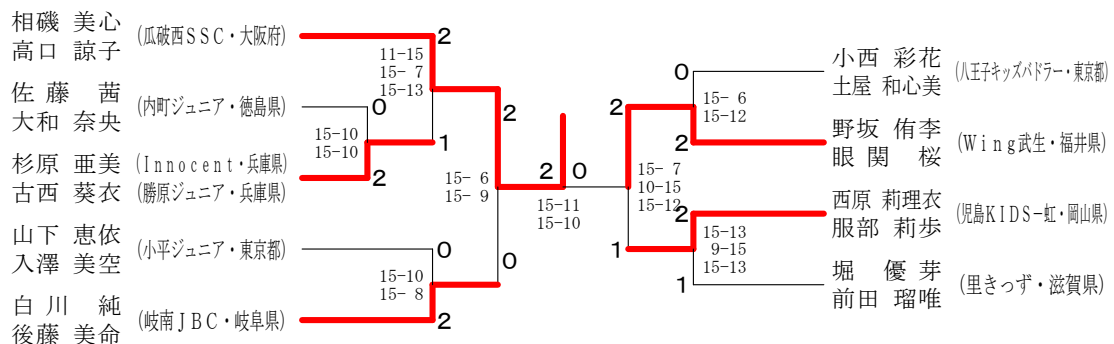 相磯 美心
高口 諒子
(瓜破西SSC・大阪府)
佐藤 茜
大和 奈央
(内町ジュニア・徳島県)
杉原 亜美
古西 葵衣
(Innocent・兵庫県)
(勝原ジュニア・兵庫県)
山下 恵依
入澤 美空
(小平ジュニア・東京都)
白川 純
後藤 美命
(岐南JBC・岐阜県)
0
15-10
15-10
2
2
11-15
15- 7
15-13
1
0
15-10
15- 8
2
2
15- 6
15- 9
0
2 0
15-11
15-10
2
15- 7
10-15
15-12
1
0
15- 6
15-12
2
2
15-13
9-15
15-13
1
小西 彩花
土屋 和心美
(八王子キッズバドラー・東京都)
野坂 侑李
眼関 桜
(Wing武生・福井県)
西原 莉理衣
服部 莉歩
(児島KIDS-虹・岡山県)
堀 優芽
前田 瑠唯
(里きっず・滋賀県)